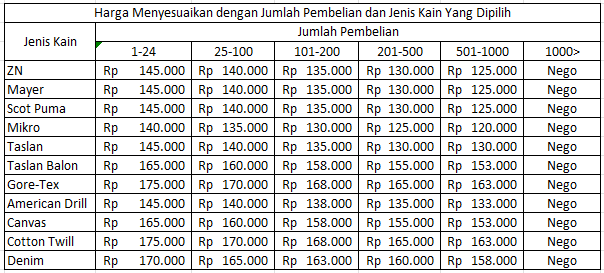 Harga Menyesuaikan dengan Jumlah Pembelian dan Jenis Kain Yang Dipilih
Jenis Kain Jumlah Pembelian
1-24 25-100 101-200 201-500 501-1000 1000>
ZN Rp 145.000 Rp 140.000 Rp 135.000 Rp 130.000 Rp 125.000 Nego
Mayer Rp 145.000 Rp 140.000 Rp 135.000 Rp 130.000 Rp 125.000 Nego
Scot Puma Rp 145.000 Rp 140.000 Rp 135.000 Rp 130.000 Rp 125.000 Nego
Mikro Rp 140.000 Rp 135.000 Rp 130.000 Rp 125.000 Rp 120.000 Nego
Taslan Rp 145.000 Rp 140.000 Rp 135.000 Rp 130.000 Rp 130.000 Nego
Taslan Balon Rp 165.000 Rp 160.000 Rp 158.000 Rp 155.000 Rp 153.000 Nego
Gore-Tex Rp 175.000 Rp 170.000 Rp 168.000 Rp 165.000 Rp 163.000 Nego
American Drill Rp 145.000 Rp 140.000 Rp 138.000 Rp 135.000 Rp 133.000 Nego
Canvas Rp 165.000 Rp 160.000 Rp 158.000 Rp 155.000 Rp 153.000 Nego
Cotton Twill Rp 175.000 Rp 170.000 Rp 168.000 Rp 165.000 Rp 163.000 Nego
Denim Rp 170.000 Rp 165.000 Rp 163.000 Rp 160.000 Rp 158.000 Nego